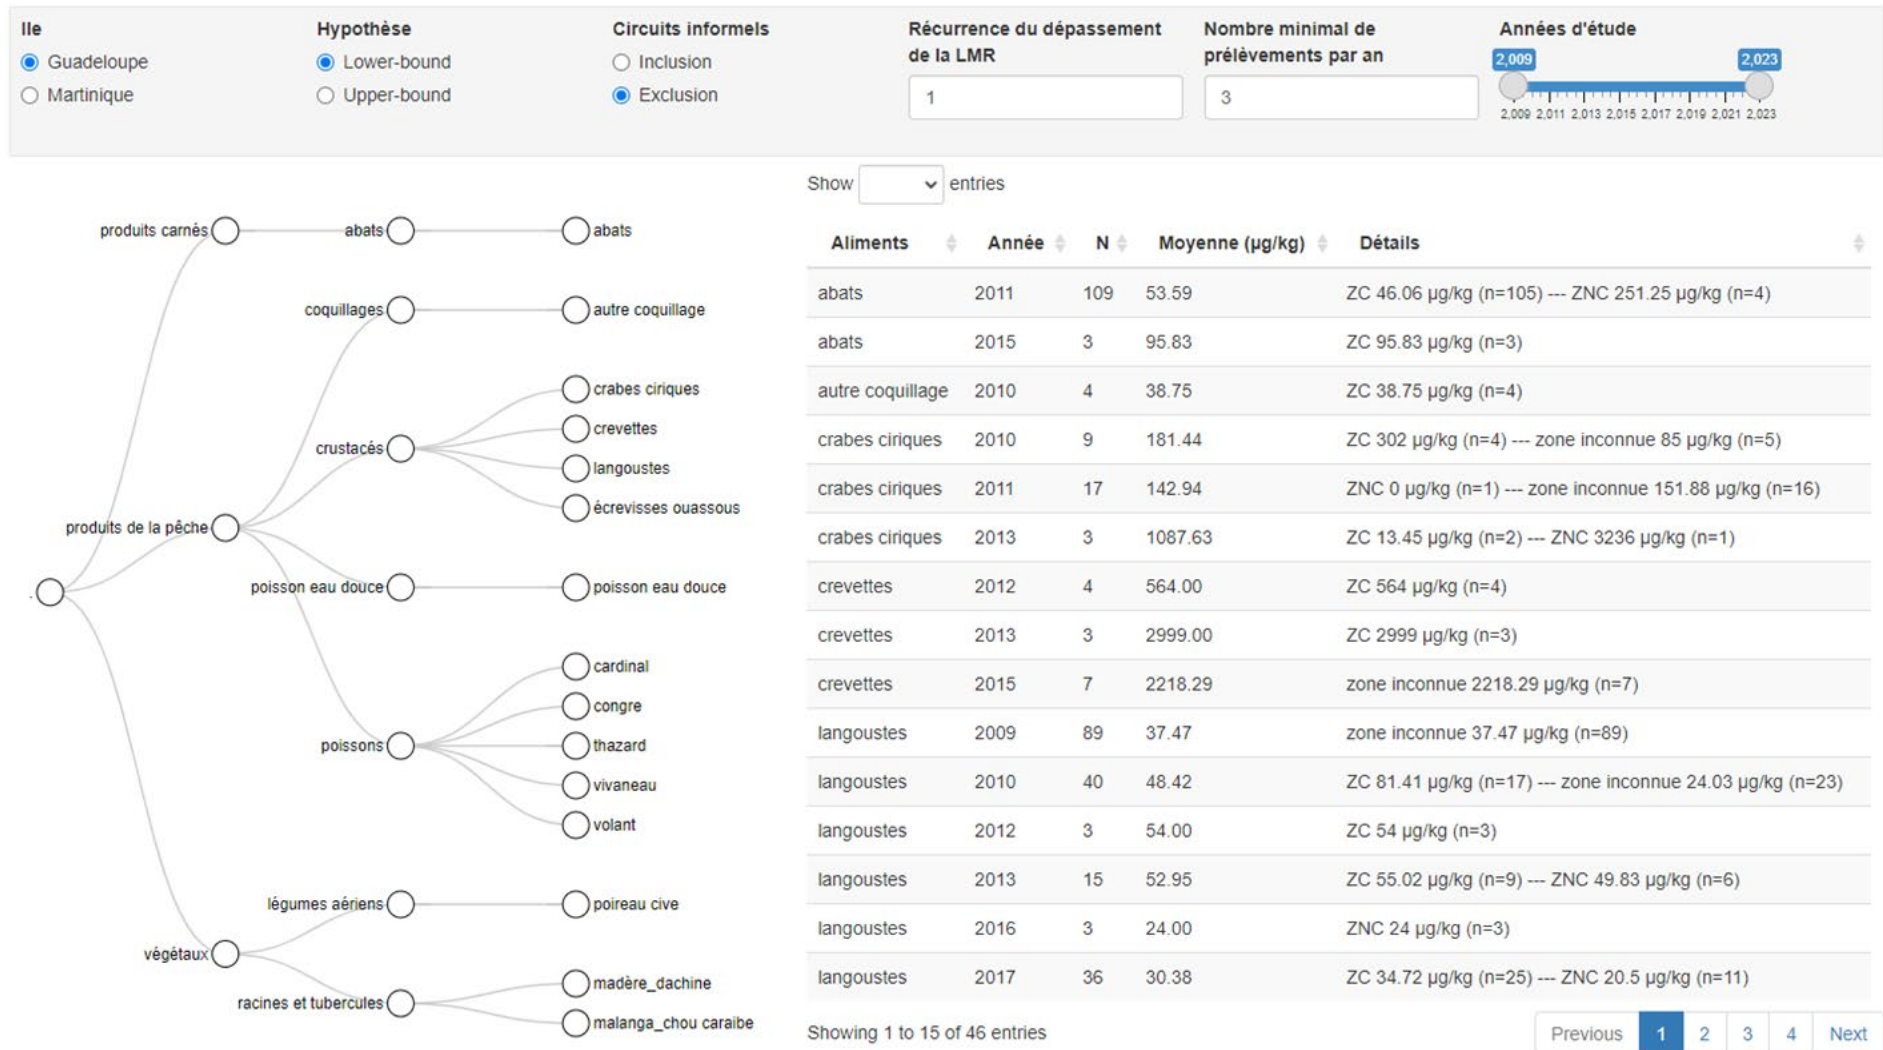 Ile
Guadeloupe
Martinique
Hypothèse
Lower-bound
Upper-bound
Circuits informels
Inclusion
Exclusion
Récurrence du dépassement
de la LMR
1
Nombre minimal de
prélèvements par an
3
Années d'étude
2,009 2,023
2,009 2,011 2,013 2,015 2,017 2,019 2,021 2,023
produits carnés
abats
abats
coquillages
autre coquillage
crabes ciriques
crevettes
crustacés
langoustes
écrevisses ouassous
produits de la pêche
poisson eau douce
poisson eau douce
.
cardinal
congre
poissons
thazard
vivaneau
volant
légumes aériens
poireau cive
végétaux
madère_dachine
racines et tubercules
malanga_chou caraibe
Show entries
Aliments Année N Moyenne (µg/kg) Détails
abats 2011 109 53.59 ZC 46.06 µg/kg (n=105) --- ZNC 251.25 µg/kg (n=4)
abats 2015 3 95.83 ZC 95.83 µg/kg (n=3)
autre coquillage 2010 4 38.75 ZC 38.75 µg/kg (n=4)
crabes ciriques 2010 9 181.44 ZC 302 µg/kg (n=4) --- zone inconnue 85 µg/kg (n=5)
crabes ciriques 2011 17 142.94 ZNC 0 µg/kg (n=1) --- zone inconnue 151.88 µg/kg (n=16)
crabes ciriques 2013 3 1087.63 ZC 13.45 µg/kg (n=2) --- ZNC 3236 µg/kg (n=1)
crevettes 2012 4 564.00 ZC 564 µg/kg (n=4)
crevettes 2013 3 2999.00 ZC 2999 µg/kg (n=3)
crevettes 2015 7 2218.29 zone inconnue 2218.29 µg/kg (n=7)
langoustes 2009 89 37.47 zone inconnue 37.47 µg/kg (n=89)
langoustes 2010 40 48.42 ZC 81.41 µg/kg (n=17) --- zone inconnue 24.03 µg/kg (n=23)
langoustes 2012 3 54.00 ZC 54 µg/kg (n=3)
langoustes 2013 15 52.95 ZC 55.02 µg/kg (n=9) --- ZNC 49.83 µg/kg (n=6)
langoustes 2016 3 24.00 ZNC 24 µg/kg (n=3)
langoustes 2017 36 30.38 ZC 34.72 µg/kg (n=25) --- ZNC 20.5 µg/kg (n=11)
Showing 1 to 15 of 46 entries
Previous 1 2 3 4 Next